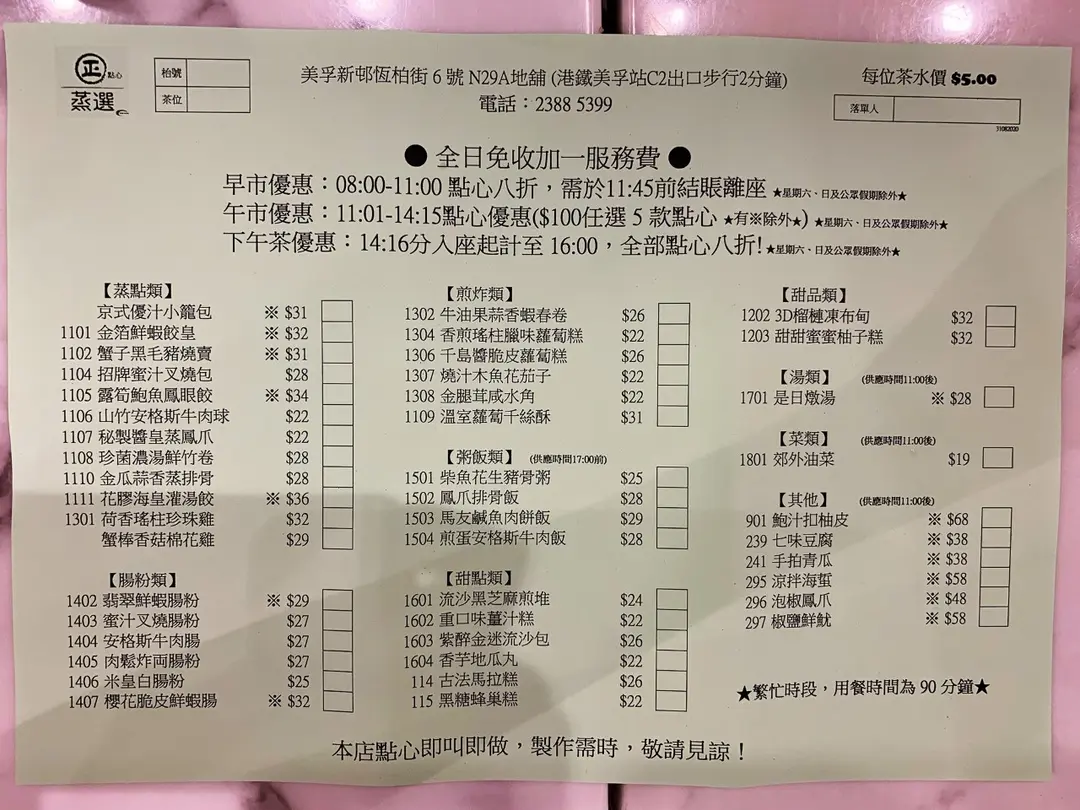 正 點心
蒸選
枱號
茶位
美孚新邨恆柏街 6 號 N29A地舖 (港鐵美孚站C2出口步行2分鐘)
電話：2388 5399
每位茶水價 $5.00
落單人
31082020
● 全日免收加一服務費 ●
早市優惠：08:00-11:00 點心八折，需於11:45前結賬離座 ★星期六、日及公眾假期除外★
午市優惠：11:01-14:15點心優惠($100任選 5 款點心 ★有※除外★) ★星期六、日及公眾假期除外★
下午茶優惠：14:16分入座起計至 16:00，全部點心八折! ★星期六、日及公眾假期除外★
【蒸點類】
京式優汁小籠包 ※ $31
1101 金箔鮮蝦餃皇 ※ $32
1102 蟹子黑毛豬燒賣 ※ $31
1104 招牌蜜汁叉燒包 $28
1105 露筍鮑魚鳳眼餃 ※ $34
1106 山竹安格斯牛肉球 $22
1107 秘製醬皇蒸鳳爪 $22
1108 珍菌濃湯鮮竹卷 $28
1110 金瓜蒜香蒸排骨 $28
1111 花膠海皇灌湯餃 ※ $36
1301 荷香瑤柱珍珠雞 $32
蟹棒香菇棉花雞 $29
【腸粉類】
1402 翡翠鮮蝦腸粉 ※ $29
1403 蜜汁叉燒腸粉 $27
1404 安格斯牛肉腸 $27
1405 肉鬆炸両腸粉 $27
1406 米皇白腸粉 $25
1407 櫻花脆皮鮮蝦腸 ※ $32
【煎炸類】
1302 牛油果蒜香蝦春卷 $26
1304 香煎瑤柱臘味蘿蔔糕 $22
1306 千島醬脆皮蘿蔔糕 $26
1307 燒汁木魚花茄子 $22
1308 金腿茸咸水角 $22
1109 溫室蘿蔔千絲酥 $31
【粥飯類】 (供應時間17:00前)
1501 柴魚花生豬骨粥 $25
1502 鳳爪排骨飯 $28
1503 馬友鹹魚肉餅飯 $29
1504 煎蛋安格斯牛肉飯 $28
【甜點類】
1601 流沙黑芝麻煎堆 $24
1602 重口味薑汁糕 $22
1603 紫醉金迷流沙包 $26
1604 香芋地瓜丸 $22
114 古法馬拉糕 $26
115 黑糖蜂巢糕 $22
【甜品類】
1202 3D榴槤凍布甸 $32
1203 甜甜蜜蜜柚子糕 $32
【湯類】 (供應時間11:00後)
1701 是日燉湯 ※ $28
【菜類】 (供應時間11:00後)
1801 郊外油菜 $19
【其他】 (供應時間11:00後)
901 鮑汁扣柚皮 ※ $68
239 七味豆腐 ※ $38
241 手拍青瓜 ※ $38
295 涼拌海蜇 ※ $58
296 泡椒鳳爪 ※ $48
297 椒鹽鮮魷 ※ $58
★繁忙時段，用餐時間為 90 分鐘★
本店點心即叫即做，製作需時，敬請見諒！